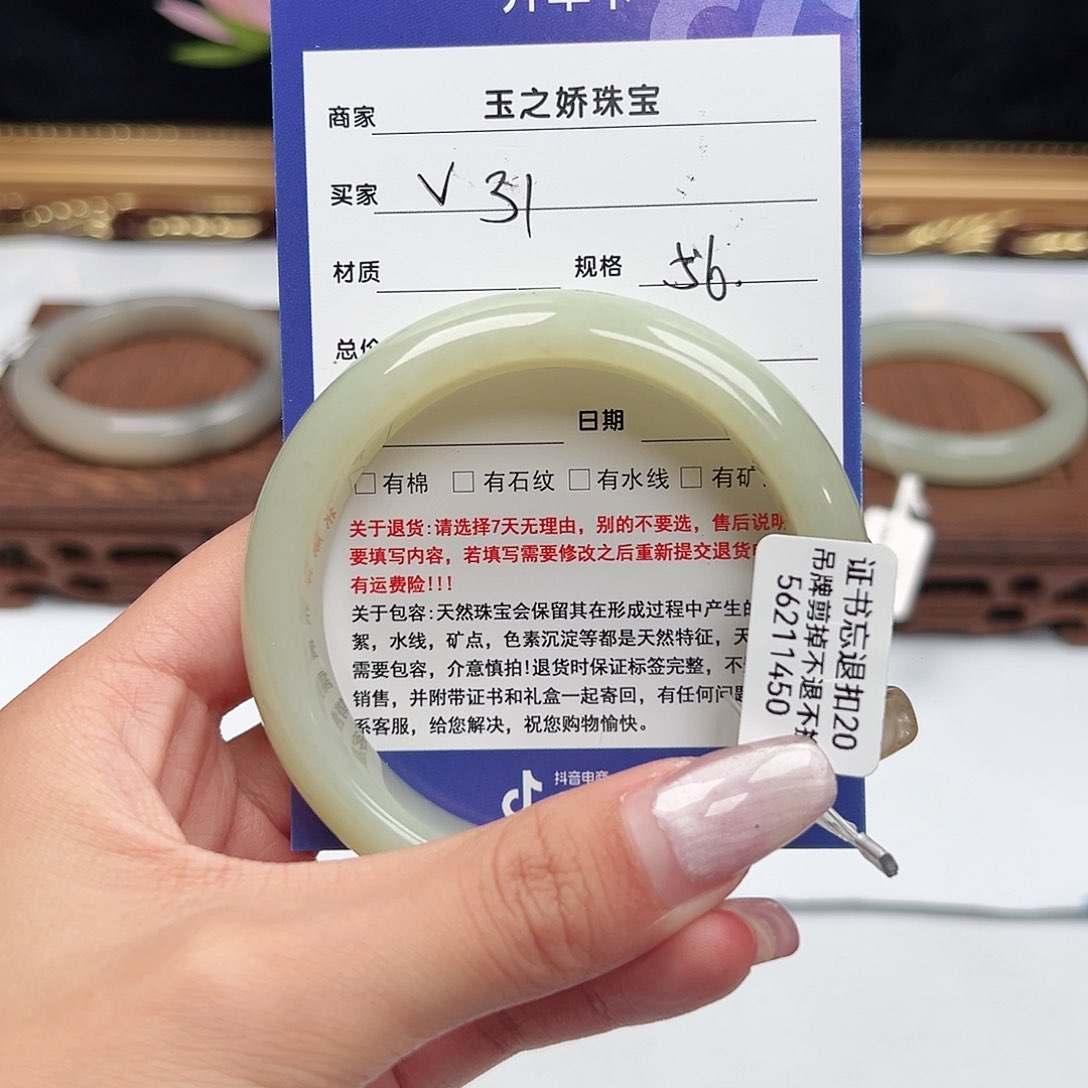 商家 玉之娇珠宝
买家 V 31
材质 规格 56.
总价
日期
□有棉 □有石纹 □有水线 □有矿
关于退货:请选择7天无理由，别的不要选，售后说明
要填写内容，若填写需要修改之后重新提交退货
有运费险!!!
关于包容:天然珠宝会保留其在形成过程中产生的
絮，水线，矿点，色素沉淀等都是天然特征，天
需要包容，介意慎拍!退货时保证标签完整，不
销售，并附带证书和礼盒一起寄回，有任何问题
系客服，给您解决，祝您购物愉快。
抖音电商
证书忘退扣20
吊牌剪掉不退不
56211450